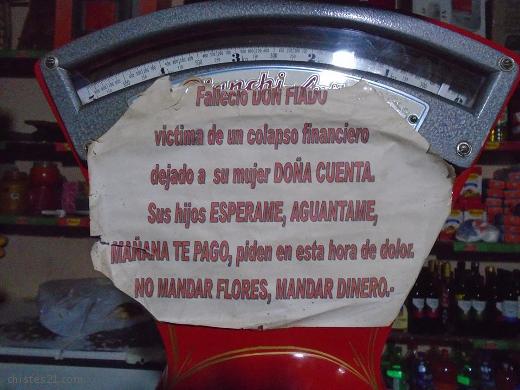 Bianchi
Falleció DON FIADO
victima de un colapso financiero
dejado a su mujer DOÑA CUENTA.
Sus hijos ESPERAME, AGUANTAME,
MAÑANA TE PAGO, piden en esta hora de dolor.
NO MANDAR FLORES, MANDAR DINERO.-
chistes21.com